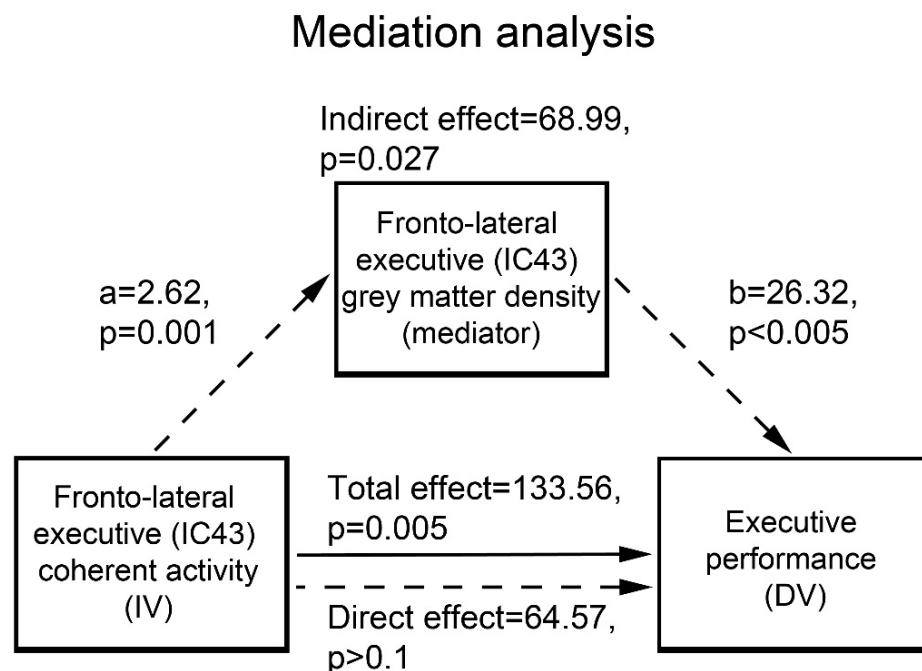 Mediation analysis
Indirect effect=68.99,
p=0.027
Fronto-lateral
executive (IC43)
grey matter density
(mediator)
a=2.62,
p=0.001
b=26.32,
p<0.005
Fronto-lateral
executive (IC43)
coherent activity
(IV)
Total effect=133.56,
p=0.005
Direct effect=64.57,
p>0.1
Executive
performance
(DV)